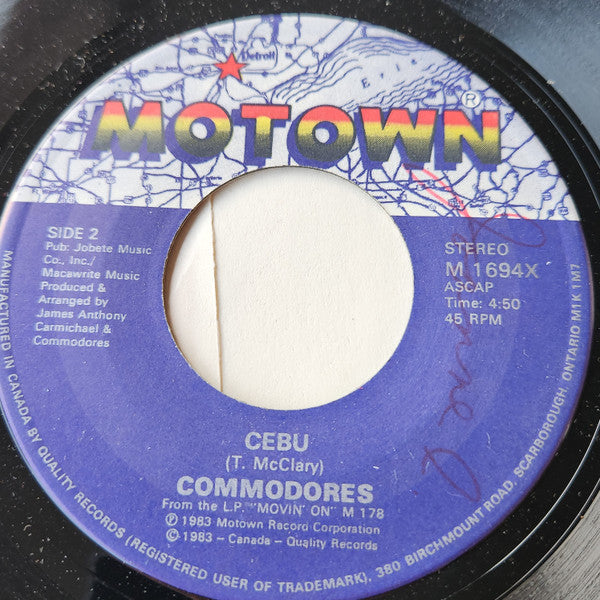 Detroit
Erie
MOTOWN®
SIDE 2
Pub: Jobete Music
Co., Inc./
Macawrite Music
Produced &
Arranged by
James Anthony
Carmichael &
Commodores
STEREO
M 1694X
ASCAP
Time: 4:50
45 RPM
CEBU
(T. McClary)
COMMODORES
From the L.P. "MOVIN' ON" M 178
Ⓟ 1983 Motown Record Corporation
©1983 - Canada - Quality Records
MANUFACTURED IN CANADA BY QUALITY RECORDS (REGISTERED USER OF TRADEMARK), 380 BIRCHMOUNT ROAD, SCARBOROUGH, ONTARIO M1K 1M7